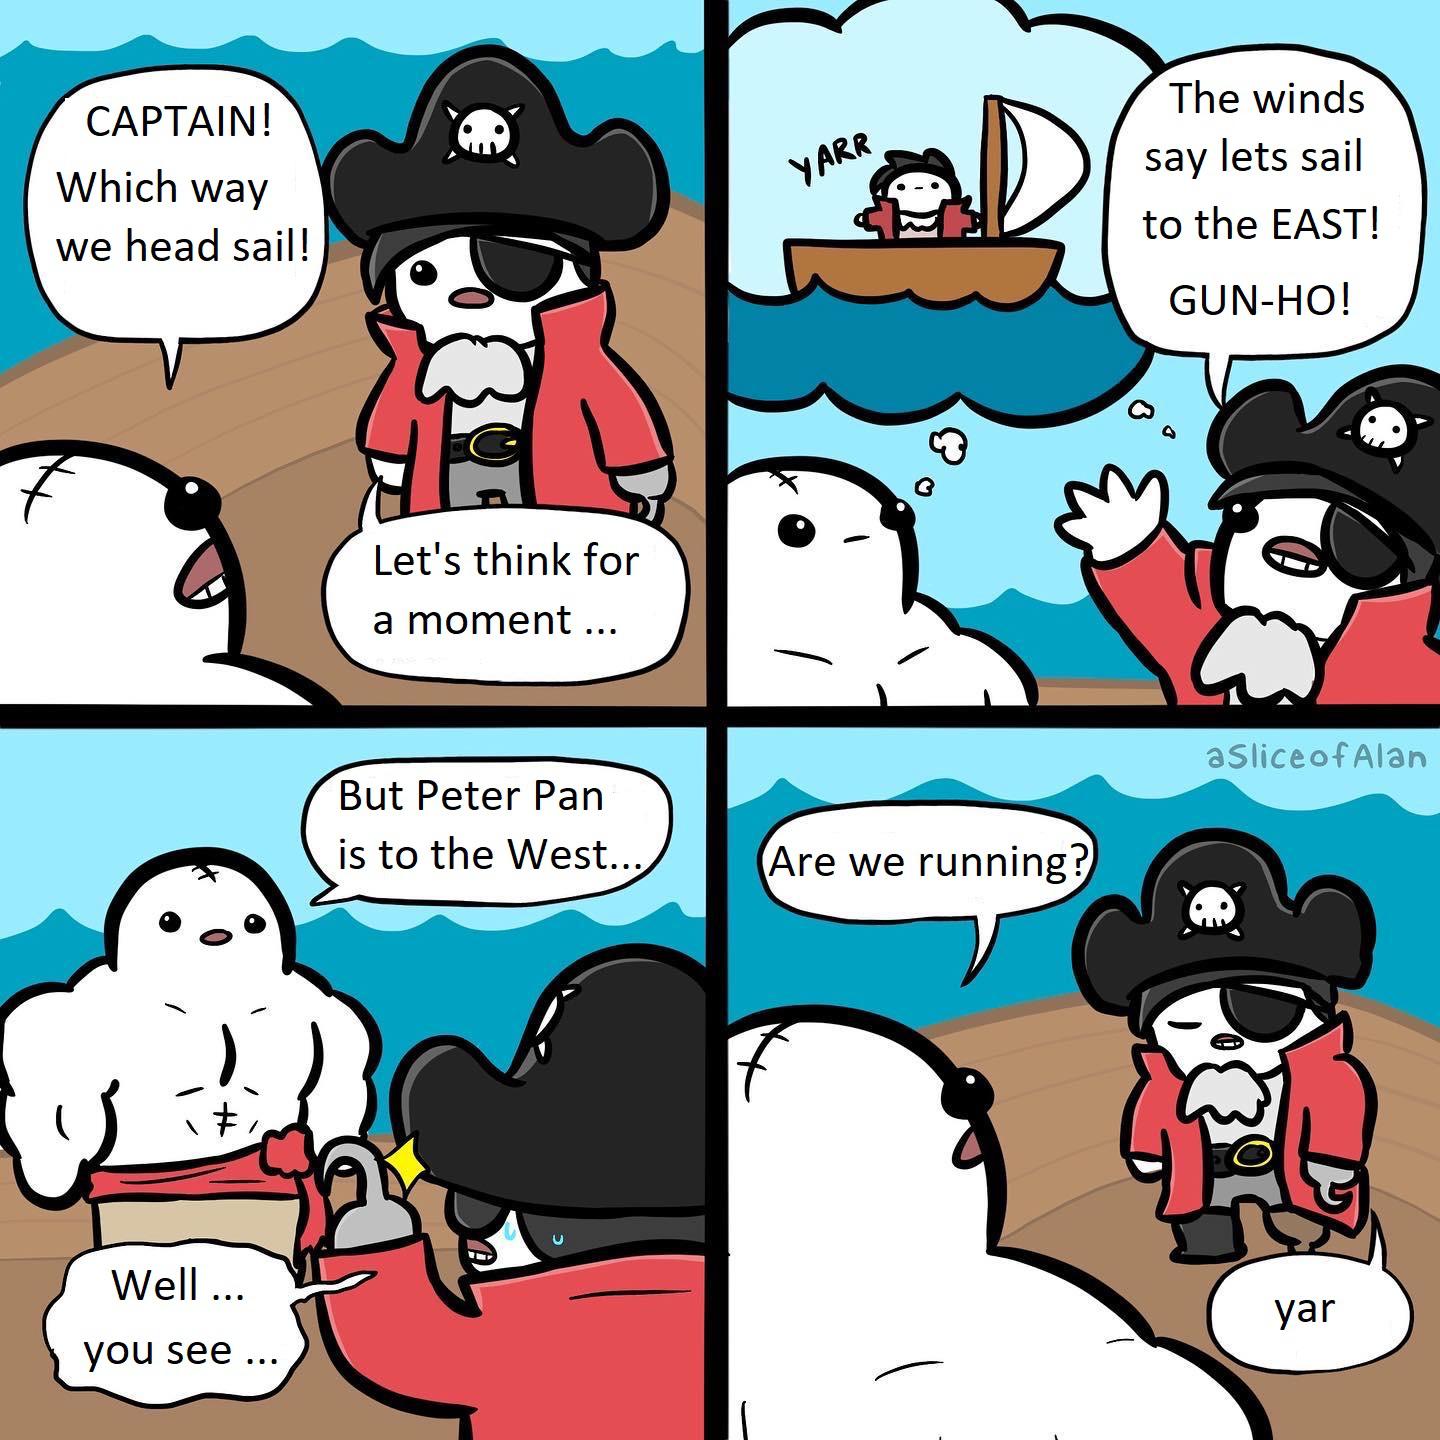 CAPTAIN!
Which way
we head sail!
Let's think for
a moment ...
YARR
The winds
say lets sail
to the EAST!
GUN-HO!
But Peter Pan
is to the West...
Well ...
you see ...
aSliceofAlan
Are we running?
yar